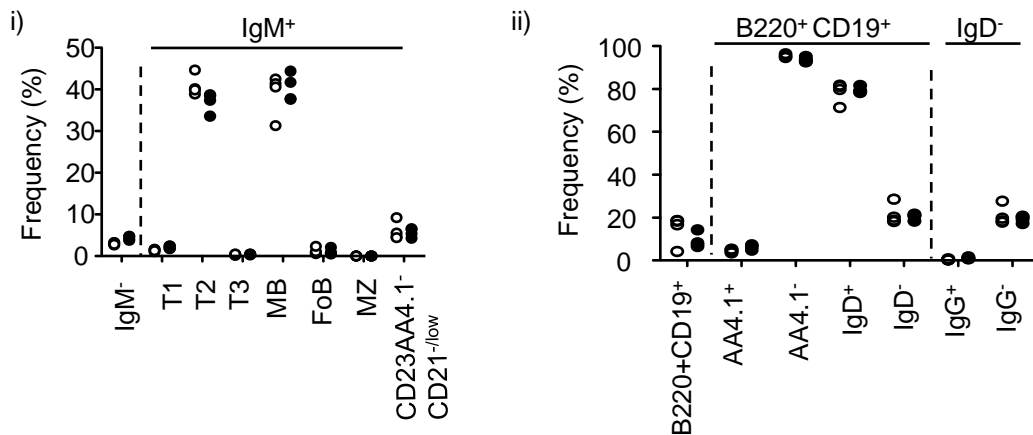 i)
IgM⁺
Frequency (%)
50
40
30
20
10
0
IgM⁻
T1
T2
T3
MB
FoB
MZ
CD23AA4.1⁻
CD21⁻/ˡᵒʷ
ii)
B220⁺ CD19⁺
IgD⁻
Frequency (%)
100
80
60
40
20
0
B220+CD19⁺
AA4.1⁺
AA4.1⁻
IgD⁺
IgD⁻
IgG⁺
IgG⁻